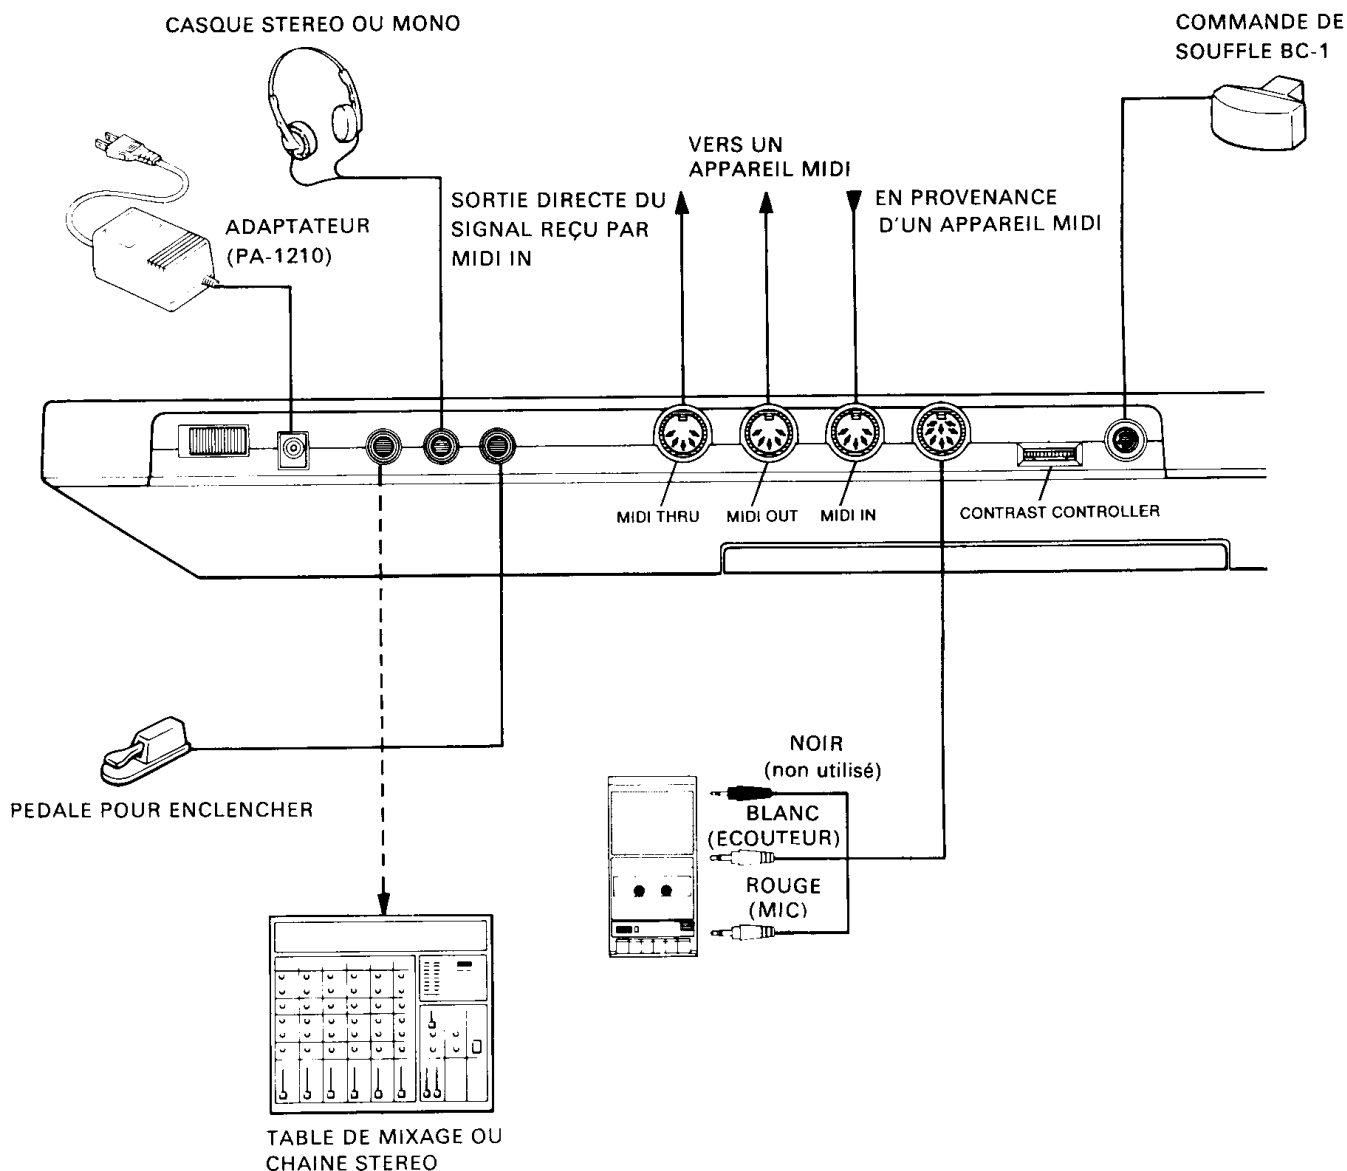 CASQUE STEREO OU MONO
COMMANDE DE
SOUFFLE BC-1
VERS UN
APPAREIL MIDI
EN PROVENANCE
D'UN APPAREIL MIDI
SORTIE DIRECTE DU
SIGNAL REÇU PAR
MIDI IN
ADAPTATEUR
(PA-1210)
MIDI THRU
MIDI OUT
MIDI IN
CONTRAST CONTROLLER
PEDALE POUR ENCLENCHER
NOIR
(non utilisé)
BLANC
(ECOUTEUR)
ROUGE
(MIC)
TABLE DE MIXAGE OU
CHAINE STEREO